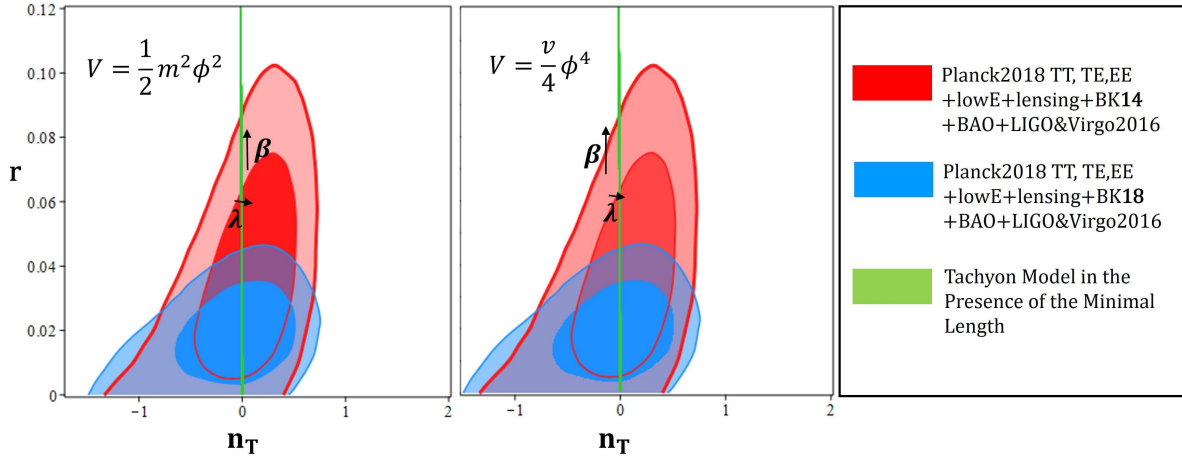 0.12
0.10
0.08
r
0.06
0.04
0.02
0
V = 1/2 m² ϕ²
β
λ
−1
0
1
2
n_T
V = v/4 ϕ⁴
β
λ
−1
0
1
2
n_T
Planck2018 TT, TE,EE
+lowE+lensing+BK14
+BAO+LIGO&Virgo2016
Planck2018 TT, TE,EE
+lowE+lensing+BK18
+BAO+LIGO&Virgo2016
Tachyon Model in the
Presence of the Minimal
Length